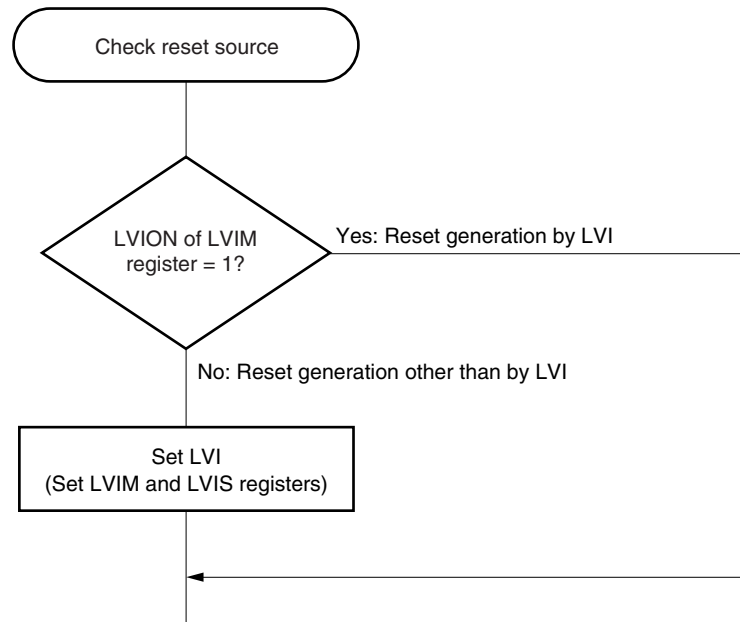 Check reset source
LVION of LVIM
register = 1?
Yes: Reset generation by LVI
No: Reset generation other than by LVI
Set LVI
(Set LVIM and LVIS registers)